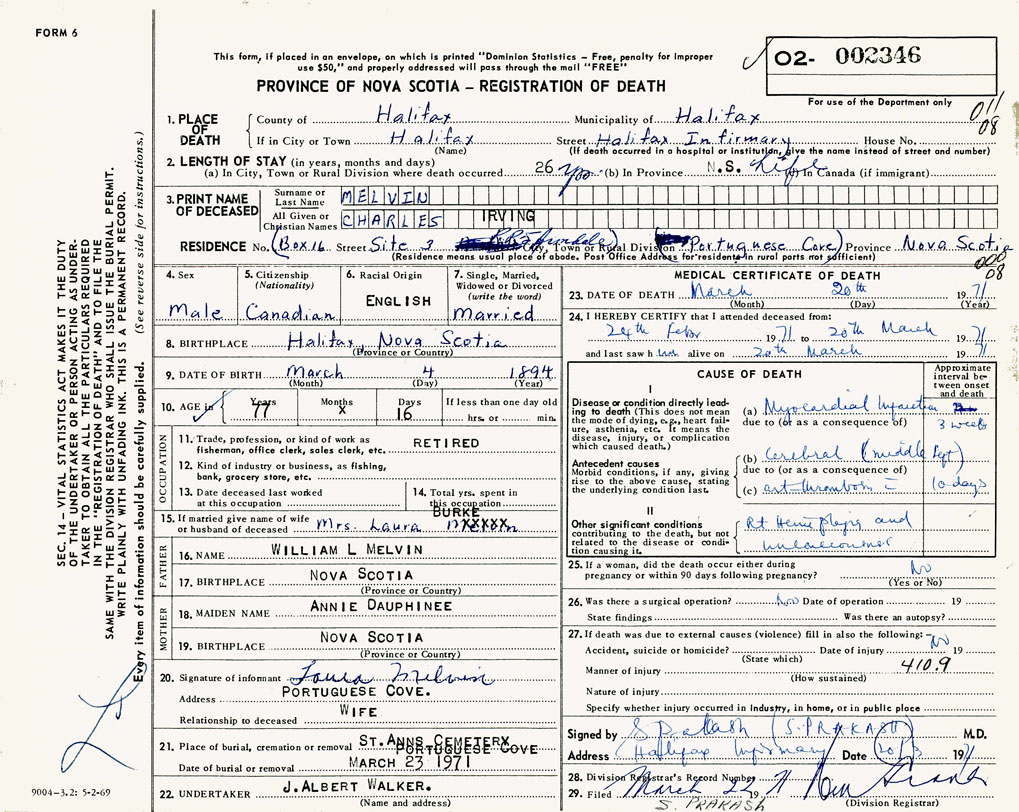 FORM 6
This form, if placed in an envelope, on which is printed "Dominion Statistics – Free, penalty for improper
use $50," and properly addressed will pass through the mail "FREE"
O2- 002346
For use of the Department only
PROVINCE OF NOVA SCOTIA – REGISTRATION OF DEATH
011
08
1. PLACE OF DEATH
County of Halifax Municipality of Halifax
If in City or Town Halifax Street Halifax Infirmary House No.
(Name) (If death occurred in a hospital or institution, give the name instead of street and number)
2. LENGTH OF STAY (in years, months and days)
(a) In City, Town or Rural Division where death occurred 26 yrs (b) In Province N.S. Life (c) In Canada (if immigrant)
3. PRINT NAME OF DECEASED
Surname or Last Name MELVIN
All Given or Christian Names CHARLES IRVING
RESIDENCE No. (Box 16 Street Site 3 City, Town or Rural Division Portuguese Cove) Province Nova Scotia
(Residence means usual place of abode. Post Office Address for residents in rural parts not sufficient)
000
08
4. Sex
Male
5. Citizenship
(Nationality)
Canadian
6. Racial Origin
ENGLISH
7. Single, Married,
Widowed or Divorced
(write the word)
Married
8. BIRTHPLACE Halifax, Nova Scotia
(Province or Country)
9. DATE OF BIRTH March 4 1894
(Month) (Day) (Year)
10. AGE in Years Months Days If less than one day old
77 X 16 hrs. or min.
OCCUPATION
11. Trade, profession, or kind of work as
fisherman, office clerk, sales clerk, etc. RETIRED
12. Kind of industry or business, as fishing,
bank, grocery store, etc.
13. Date deceased last worked
at this occupation
14. Total yrs. spent in
this occupation
BURKE
15. If married give name of wife
or husband of deceased Mrs. Laura XXXXX
FATHER
16. NAME WILLIAM L MELVIN
17. BIRTHPLACE NOVA SCOTIA
(Province or Country)
MOTHER
18. MAIDEN NAME ANNIE DAUPHINEE
19. BIRTHPLACE NOVA SCOTIA
(Province or Country)
20. Signature of informant Laura Melvin
Address PORTUGUESE COVE.
Relationship to deceased WIFE
21. Place of burial, cremation or removal ST. ANNS CEMETERY
PORTUGUESE COVE
Date of burial or removal MARCH 23 1971
22. UNDERTAKER J. ALBERT WALKER.
(Name and address)
MEDICAL CERTIFICATE OF DEATH
23. DATE OF DEATH March 20th 1971
(Month) (Day) (Year)
24. I HEREBY CERTIFY that I attended deceased from:
24th Febr 1971 to 20th March 1971
and last saw him alive on 20th March 1971
CAUSE OF DEATH
Approximate
interval be-
tween onset
and death
I
Disease or condition directly lead-
ing to death (This does not mean
the mode of dying, e.g., heart fail-
ure, asthenia, etc. It means the
disease, injury, or complication
which caused death.)
(a) Myocardial Infarction
due to (or as a consequence of) 3 weeks
Antecedent causes
Morbid conditions, if any, giving
rise to the above cause, stating
the underlying condition last.
(b) Cerebral (middle
due to (or as a consequence of)
(c) art thrombosis 10 days
II
Other significant conditions
contributing to the death, but not
related to the disease or condi-
tion causing it.
Rt Hemiplegia and
25. If a woman, did the death occur either during
pregnancy or within 90 days following pregnancy? No
(Yes or No)
26. Was there a surgical operation? No Date of operation 19
State findings Was there an autopsy?
27. If death was due to external causes (violence) fill in also the following:– No
Accident, suicide or homicide? Date of injury 19
(State which)
Manner of injury 410.9
(How sustained)
Nature of injury
Specify whether injury occurred in industry, in home, or in public place
Signed by S Prakash (S. PRAKASH) M.D.
Address (Halifax Infirmary) Date 20/3 1971
28. Division Registrar's Record Number
29. Filed March 22 1971
(Division Registrar)
S. PRAKASH
SEC. 14 – VITAL STATISTICS ACT MAKES IT THE DUTY
OF THE UNDERTAKER OR PERSON ACTING AS UNDER-
TAKER TO OBTAIN ALL THE PARTICULARS REQUIRED
IN THE "REGISTRATION OF DEATH" AND TO FILE THE
SAME WITH THE DIVISION REGISTRAR WHO SHALL ISSUE THE BURIAL PERMIT.
WRITE PLAINLY WITH UNFADING INK. THIS IS A PERMANENT RECORD.
Every item of information should be carefully supplied. (See reverse side for instructions.)
9004-3.2: 5-2-69